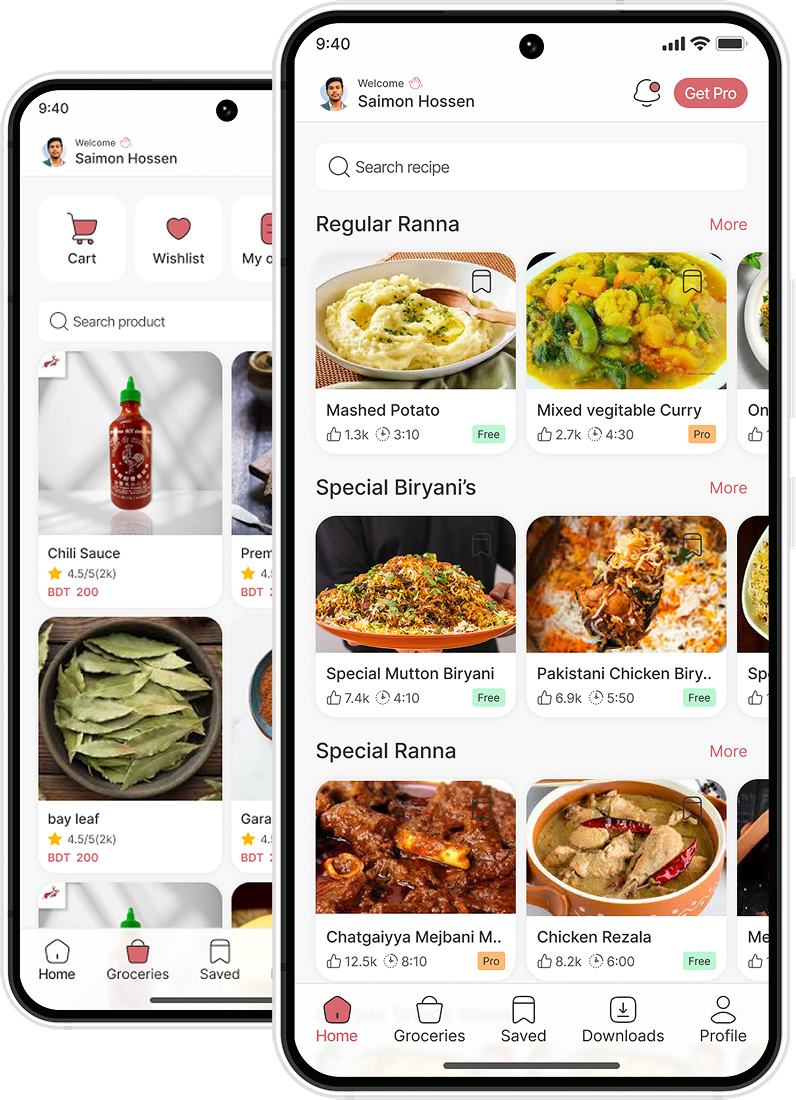 9:40
Welcome
Saimon Hossen
Cart
Wishlist
My o
Search product
Chili Sauce
4.5/5(2k)
BDT 200
Prem
4.
BDT 2
bay leaf
4.5/5(2k)
BDT 200
Gara
4.
BDT 2
Home
Groceries
Saved
9:40
Welcome
Saimon Hossen
Get Pro
Search recipe
Regular Ranna
More
Mashed Potato
1.3k 3:10
Free
Mixed vegitable Curry
2.7k 4:30
Pro
On
1
Special Biryani’s
More
Special Mutton Biryani
7.4k 4:10
Free
Pakistani Chicken Biry..
6.9k 5:50
Free
Sp
1
Special Ranna
More
Chatgaiyya Mejbani M..
12.5k 8:10
Pro
Chicken Rezala
8.2k 6:00
Free
Me
1
Home
Groceries
Saved
Downloads
Profile